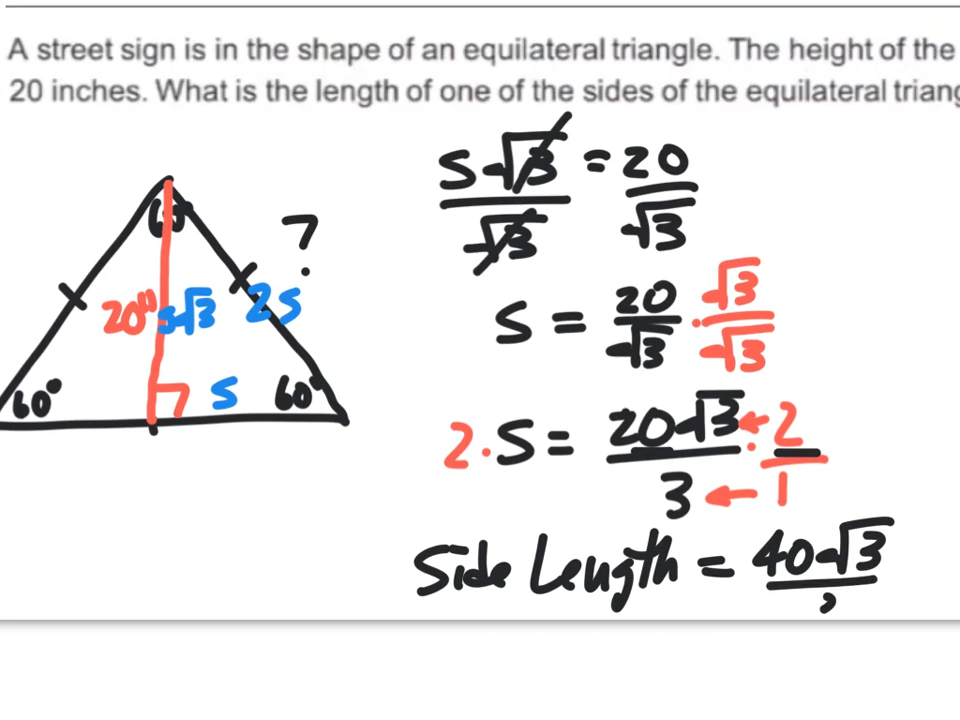 A street sign is in the shape of an equilateral triangle. The height of the
20 inches. What is the length of one of the sides of the equilateral
s√3 / √3 = 20 / √3
?
60°
20" s√3 2s
s = 20 / √3 · √3 / √3
60° s 60°
2 · s = 20√3 / 3 · 2 / 1
Side Length = 40√3